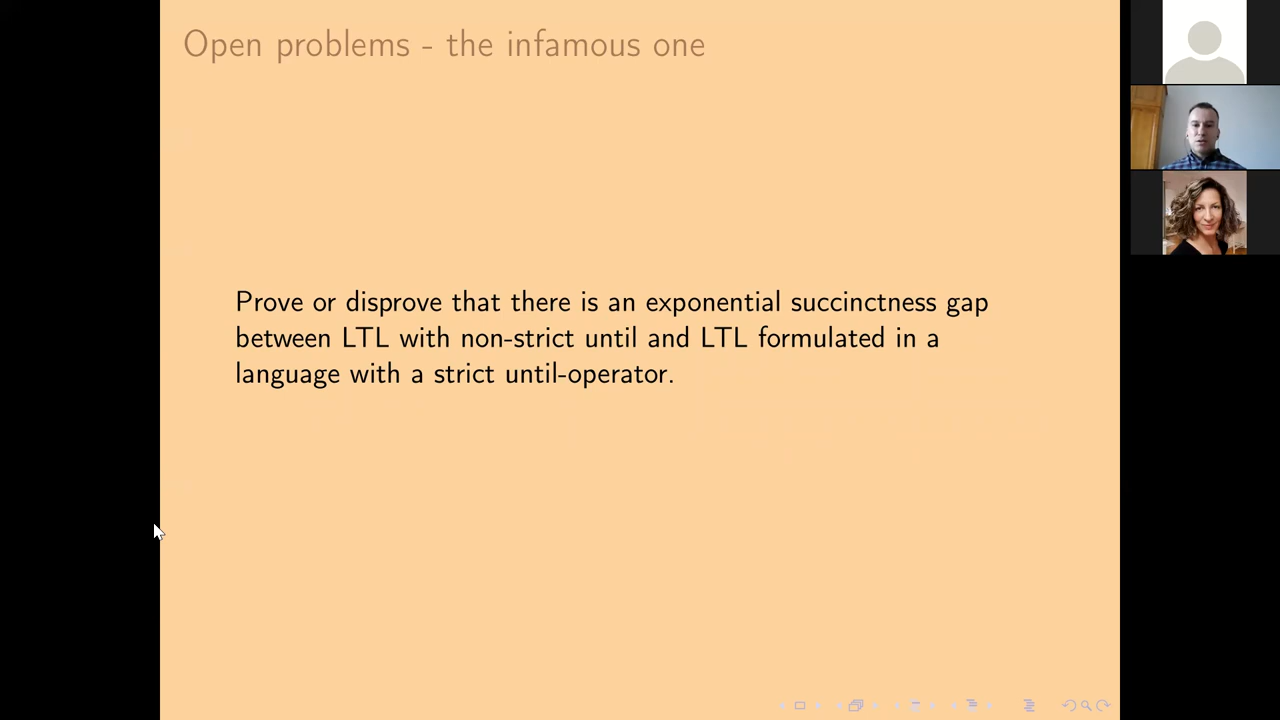 Open problems - the infamous one
Prove or disprove that there is an exponential succinctness gap
between LTL with non-strict until and LTL formulated in a
language with a strict until-operator.